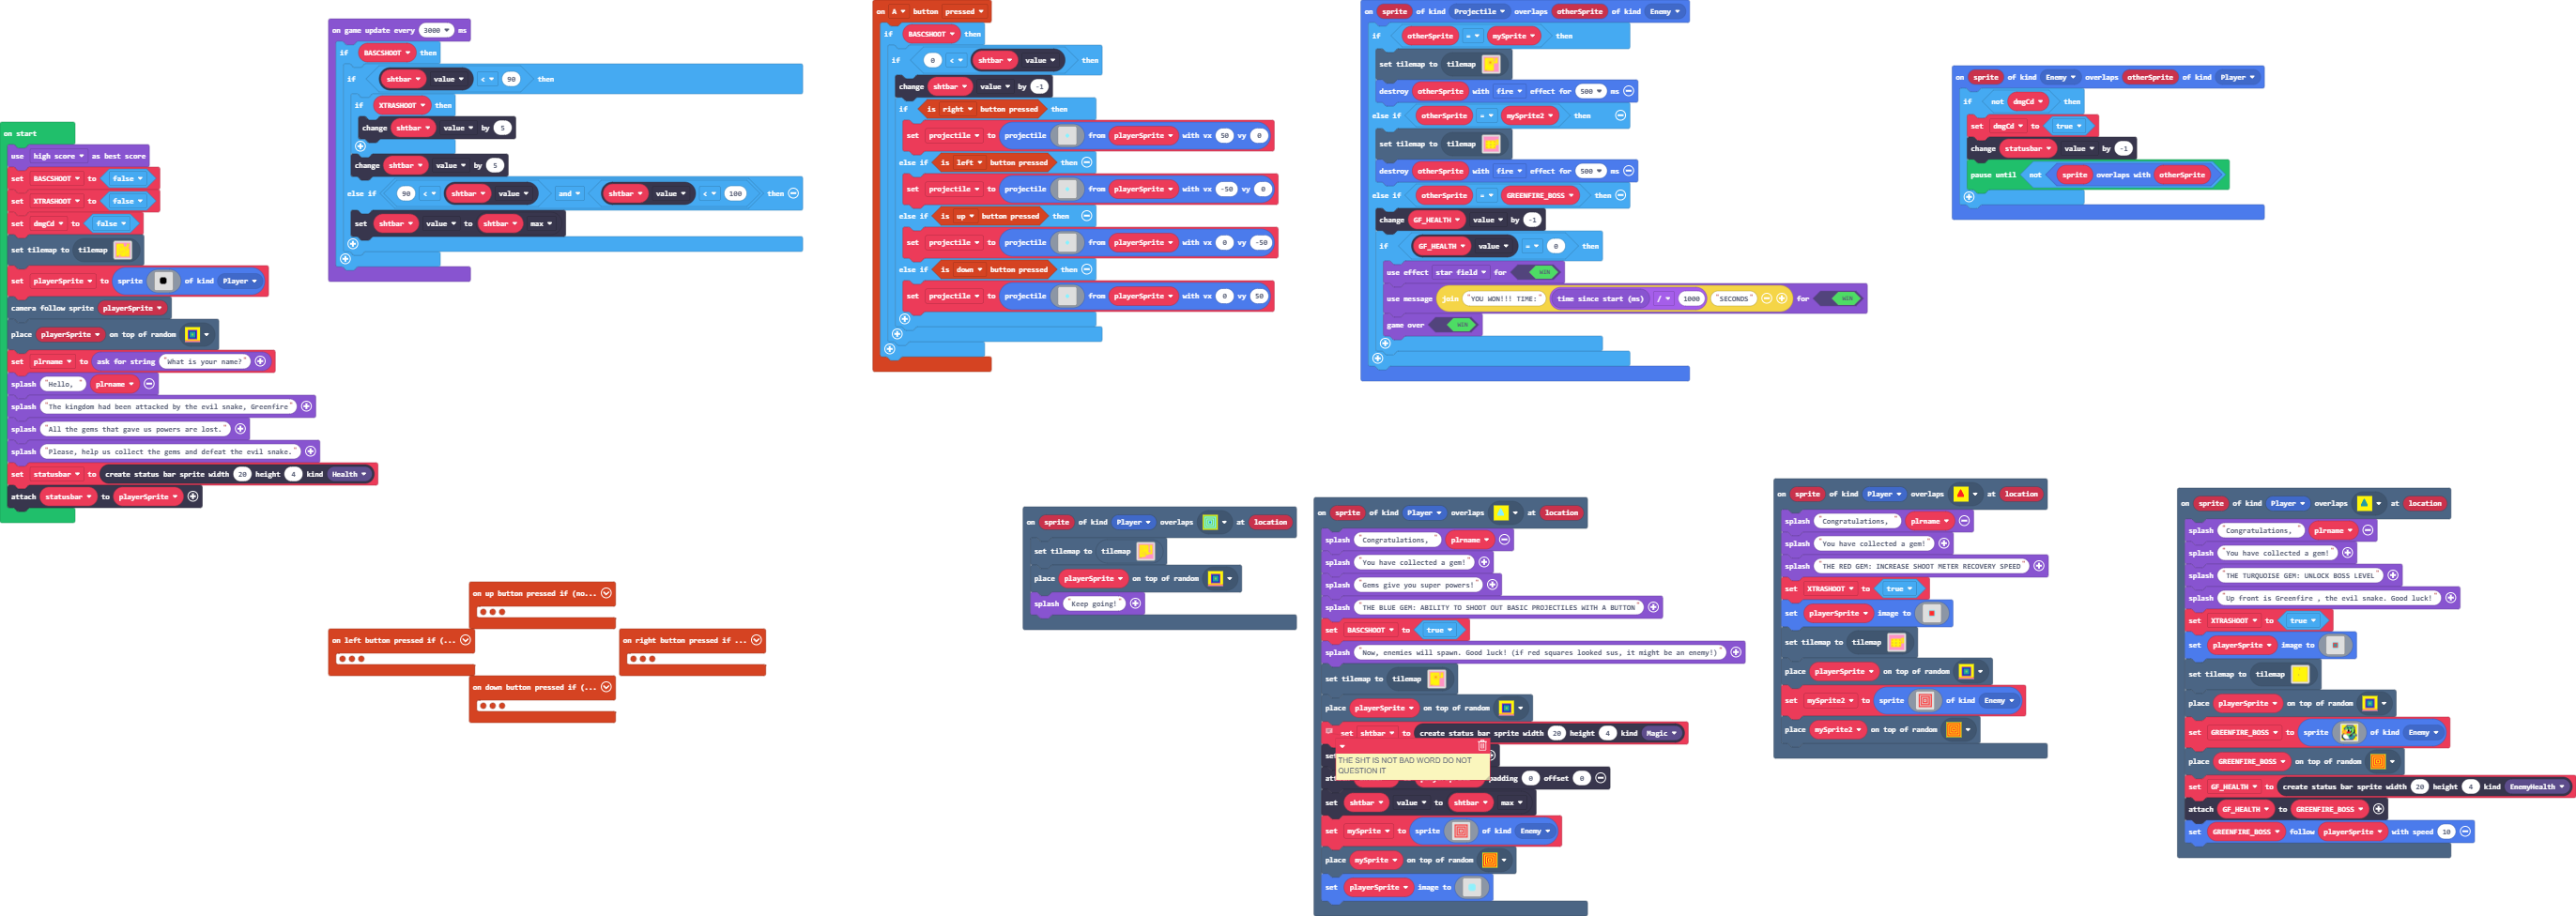 on start
use high score as best score
set BASCSHOOT to false
set XTRASHOOT to false
set dmgCd to false
set tilemap to tilemap
set playerSprite to sprite of kind Player
camera follow sprite playerSprite
place playerSprite on top of random
set plrname to ask for string "What is your name?"
splash "Hello, " plrname
splash "The kingdom had been attacked by the evil snake, Greenfire"
splash "All the gems that gave us powers are lost."
splash "Please, help us collect the gems and defeat the evil snake."
set statusbar to create status bar sprite width 20 height 4 kind Health
attach statusbar to playerSprite
on game update every 3000 ms
if BASCSHOOT then
if shtbar value < 90 then
if XTRASHOOT then
change shtbar value by 5
change shtbar value by 5
else if 90 < shtbar value and shtbar value < 100 then
set shtbar value to shtbar max
on up button pressed if (no...
on left button pressed if (...
on right button pressed if ...
on down button pressed if (...
on A button pressed
if BASCSHOOT then
if 0 < shtbar value then
change shtbar value by -1
if is right button pressed then
set projectile to projectile from playerSprite with vx 50 vy 0
else if is left button pressed then
set projectile to projectile from playerSprite with vx -50 vy 0
else if is up button pressed then
set projectile to projectile from playerSprite with vx 0 vy -50
else if is down button pressed then
set projectile to projectile from playerSprite with vx 0 vy 50
on sprite of kind Projectile overlaps otherSprite of kind Enemy
if otherSprite = mySprite then
set tilemap to tilemap
destroy otherSprite with fire effect for 500 ms
else if otherSprite = mySprite2 then
set tilemap to tilemap
destroy otherSprite with fire effect for 500 ms
else if otherSprite = GREENFIRE_BOSS then
change GF_HEALTH value by -1
if GF_HEALTH value = 0 then
use effect star field for WIN
use message join "YOU WON!!! TIME:" time since start (ms) / 1000 "SECONDS" for WIN
game over WIN
on sprite of kind Enemy overlaps otherSprite of kind Player
if not dmgCd then
set dmgCd to true
change statusbar value by -1
pause until not sprite overlaps with otherSprite
on sprite of kind Player overlaps at location
set tilemap to tilemap
place playerSprite on top of random
splash "Keep going!"
on sprite of kind Player overlaps at location
splash "Congratulations, " plrname
splash "You have collected a gem!"
splash "Gems give you super powers!"
splash "THE BLUE GEM: ABILITY TO SHOOT OUT BASIC PROJECTILES WITH A BUTTON"
set BASCSHOOT to true
splash "Now, enemies will spawn. Good luck! (if red squares looked sus, it might be an enemy!)"
set tilemap to tilemap
place playerSprite on top of random
set shtbar to create status bar sprite width 20 height 4 kind Magic
THE SHT IS NOT BAD WORD DO NOT
QUESTION IT
padding 0 offset 0
set shtbar value to shtbar max
set mySprite to sprite of kind Enemy
place mySprite on top of random
set playerSprite image to
on sprite of kind Player overlaps at location
splash "Congratulations, " plrname
splash "You have collected a gem!"
splash "THE RED GEM: INCREASE SHOOT METER RECOVERY SPEED"
set XTRASHOOT to true
set playerSprite image to
set tilemap to tilemap
place playerSprite on top of random
set mySprite2 to sprite of kind Enemy
place mySprite2 on top of random
on sprite of kind Player overlaps at location
splash "Congratulations, " plrname
splash "You have collected a gem!"
splash "THE TURQUOISE GEM: UNLOCK BOSS LEVEL"
splash "Up front is Greenfire , the evil snake. Good luck!"
set XTRASHOOT to true
set playerSprite image to
set tilemap to tilemap
place playerSprite on top of random
set GREENFIRE_BOSS to sprite of kind Enemy
place GREENFIRE_BOSS on top of random
set GF_HEALTH to create status bar sprite width 20 height 4 kind EnemyHealth
attach GF_HEALTH to GREENFIRE_BOSS
set GREENFIRE_BOSS follow playerSprite with speed 10